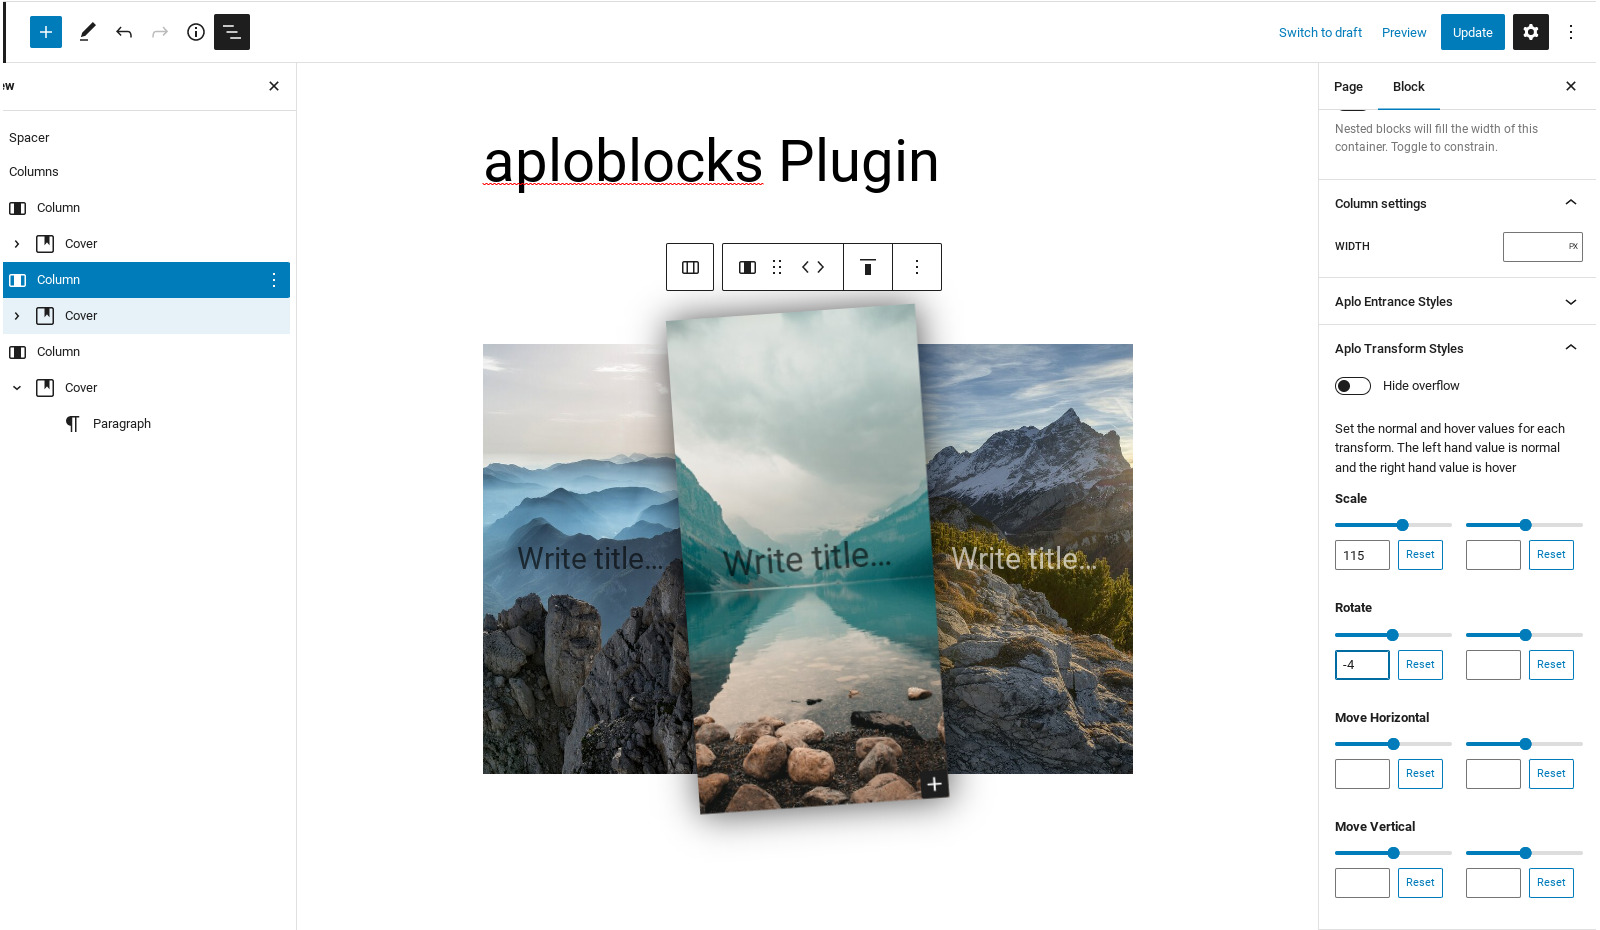 Switch to draft
Preview
Update
ew
Spacer
Columns
Column
Cover
Column
Cover
Column
Cover
Paragraph
aploblocks Plugin
Write title...
Write title...
Write title...
Page
Block
Nested blocks will fill the width of this
container. Toggle to constrain.
Column settings
WIDTH
PX
Aplo Entrance Styles
Aplo Transform Styles
Hide overflow
Set the normal and hover values for each
transform. The left hand value is normal
and the right hand value is hover
Scale
115
Reset
Reset
Rotate
-4
Reset
Reset
Move Horizontal
Reset
Reset
Move Vertical
Reset
Reset